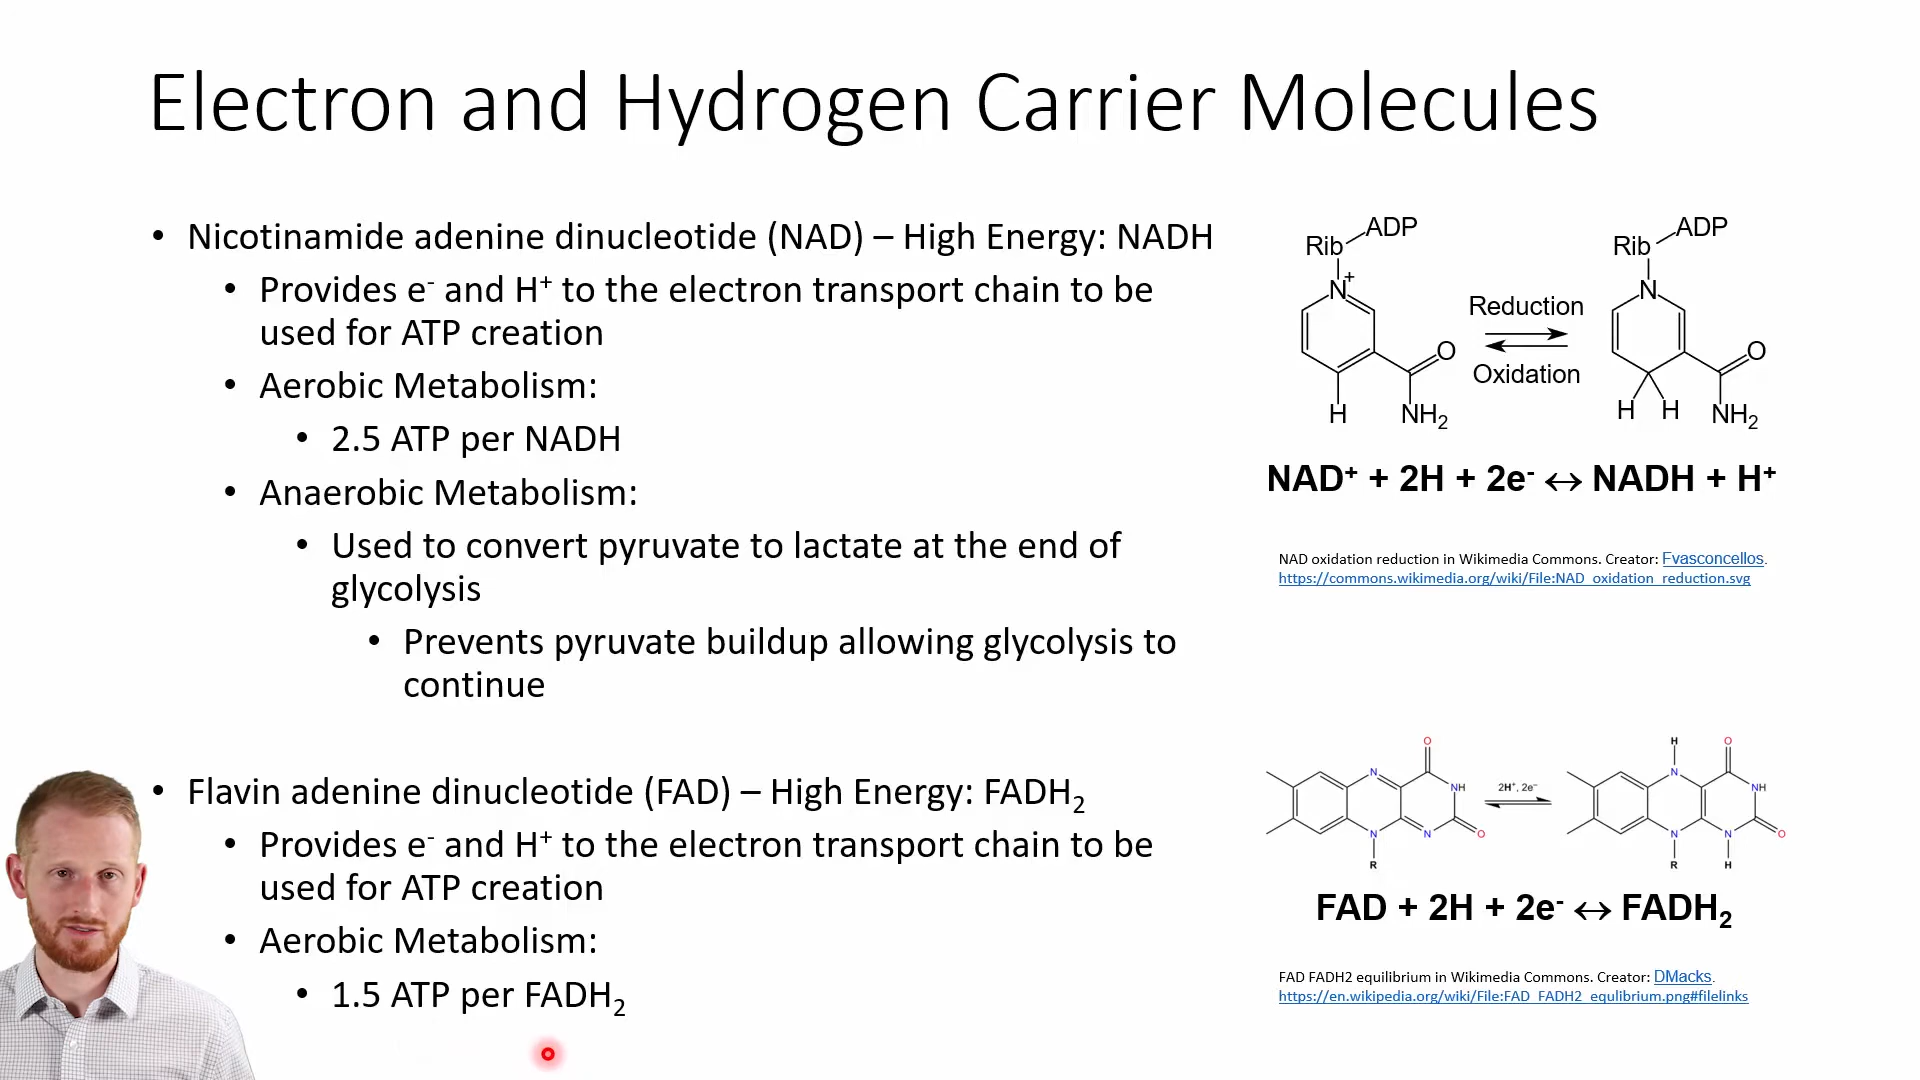 Electron and Hydrogen Carrier Molecules
• Nicotinamide adenine dinucleotide (NAD) – High Energy: NADH
• Provides e⁻ and H⁺ to the electron transport chain to be
used for ATP creation
• Aerobic Metabolism:
• 2.5 ATP per NADH
• Anaerobic Metabolism:
• Used to convert pyruvate to lactate at the end of
glycolysis
• Prevents pyruvate buildup allowing glycolysis to
continue
• Flavin adenine dinucleotide (FAD) – High Energy: FADH₂
• Provides e⁻ and H⁺ to the electron transport chain to be
used for ATP creation
• Aerobic Metabolism:
• 1.5 ATP per FADH₂
ADP
Rib
N⁺
O
H
NH₂
Reduction
Oxidation
ADP
Rib
N
O
H H
NH₂
NAD⁺ + 2H + 2e⁻ ↔ NADH + H⁺
NAD oxidation reduction in Wikimedia Commons. Creator: Fvasconcellos.
https://commons.wikimedia.org/wiki/File:NAD_oxidation_reduction.svg
O
N
NH
N
N
O
R
2H⁺, 2e⁻
H
O
N
NH
N
N
O
R
H
FAD + 2H + 2e⁻ ↔ FADH₂
FAD FADH2 equilibrium in Wikimedia Commons. Creator: DMacks.
https://en.wikipedia.org/wiki/File:FAD_FADH2_equlibrium.png#filelinks